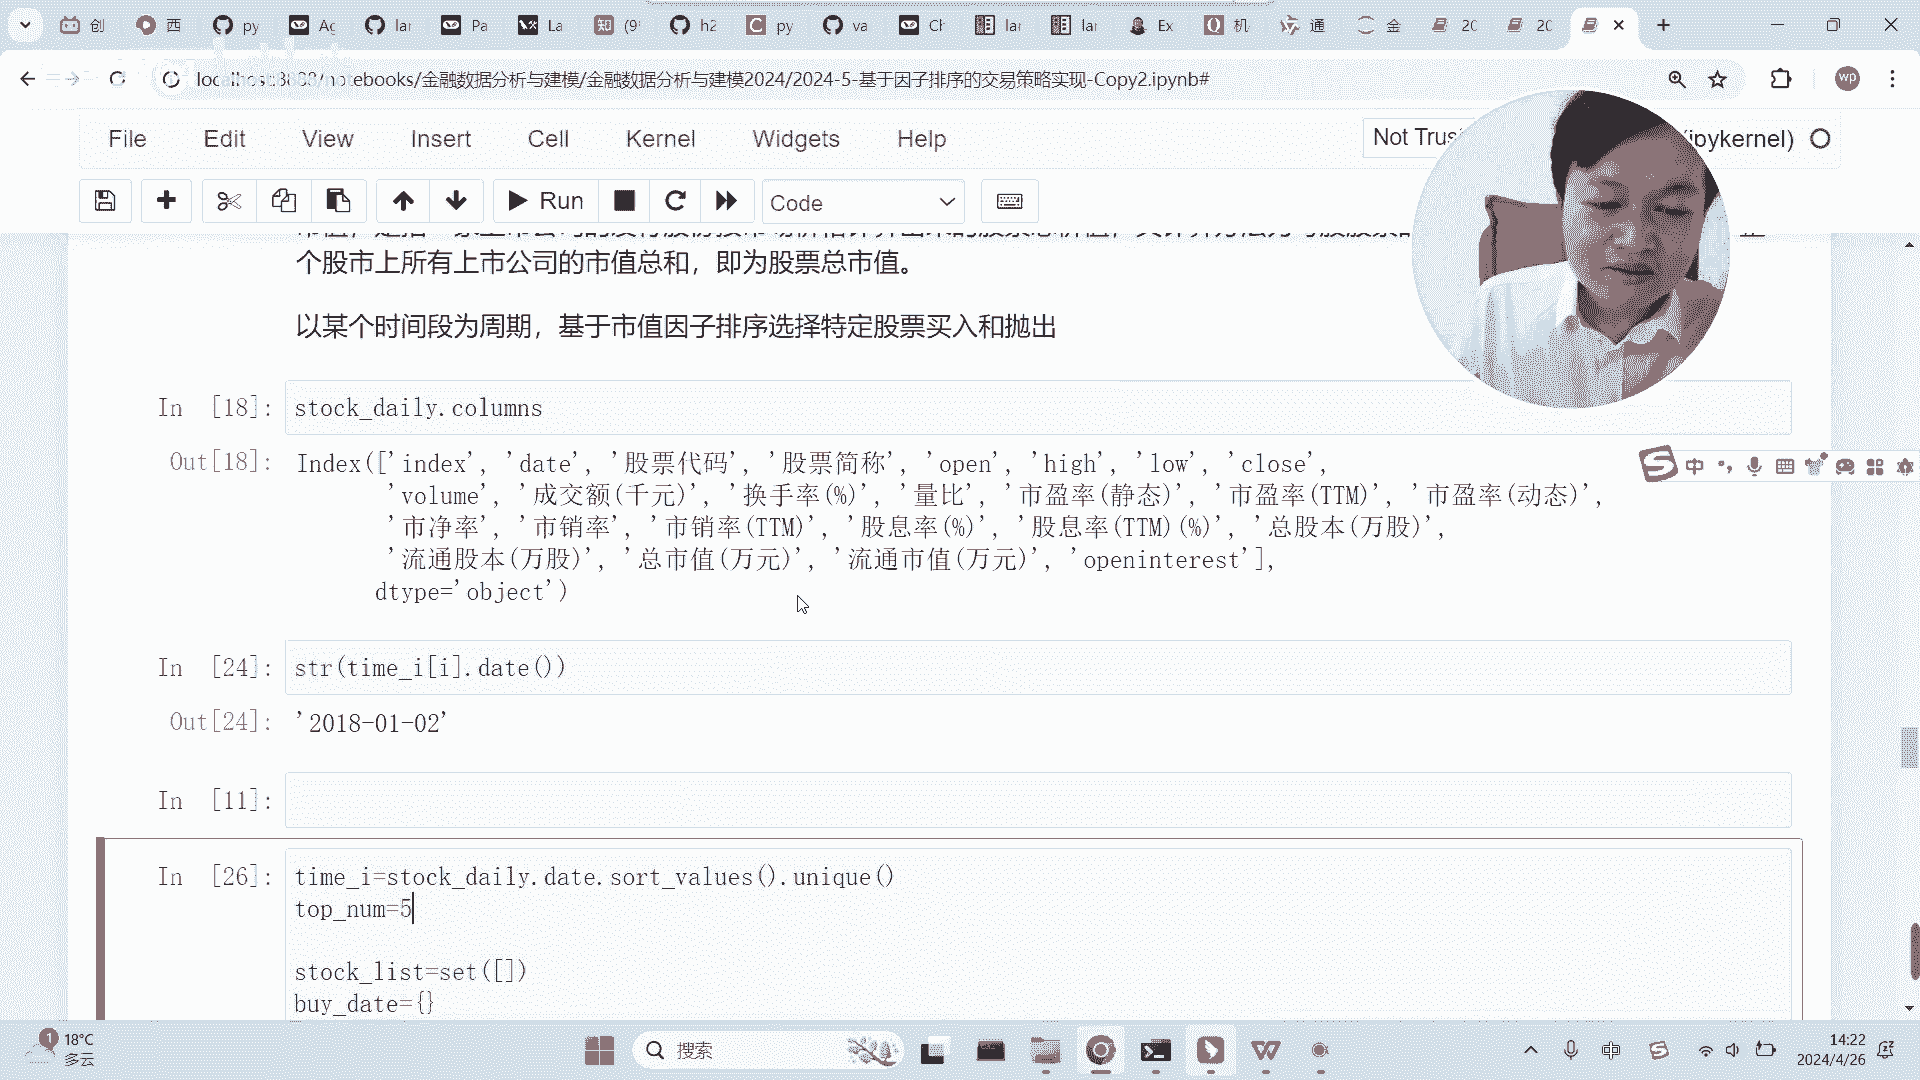 创 西 py Ag lar Pa La (9 h2 py va Ch lar lar Ex 机 通 金 20 20
localhost:8888/notebooks/金融数据分析与建模/金融数据分析与建模2024/2024-5-基于因子排序的交易策略实现-Copy2.ipynb#
wp
File Edit View Insert Cell Kernel Widgets Help
Not Trus
(ipykernel)
Run
Code
个股市上所有上市公司的市值总和，即为股票总市值。
以某个时间段为周期，基于市值因子排序选择特定股票买入和抛出
In [18]: stock_daily.columns
Out[18]: Index(['index', 'date', '股票代码', '股票简称', 'open', 'high', 'low', 'close',
'volume', '成交额(千元)', '换手率(%)', '量比', '市盈率(静态)', '市盈率(TTM)', '市盈率(动态)',
'市净率', '市销率', '市销率(TTM)', '股息率(%)', '股息率(TTM)(%)', '总股本(万股)',
'流通股本(万股)', '总市值(万元)', '流通市值(万元)', 'openinterest'],
dtype='object')
中
In [24]: str(time_i[i].date())
Out[24]: '2018-01-02'
In [11]:
In [26]: time_i=stock_daily.date.sort_values().unique()
top_num=5
stock_list=set([])
buy_date={}
1
18°C
多云
搜索
中
14:22
2024/4/26